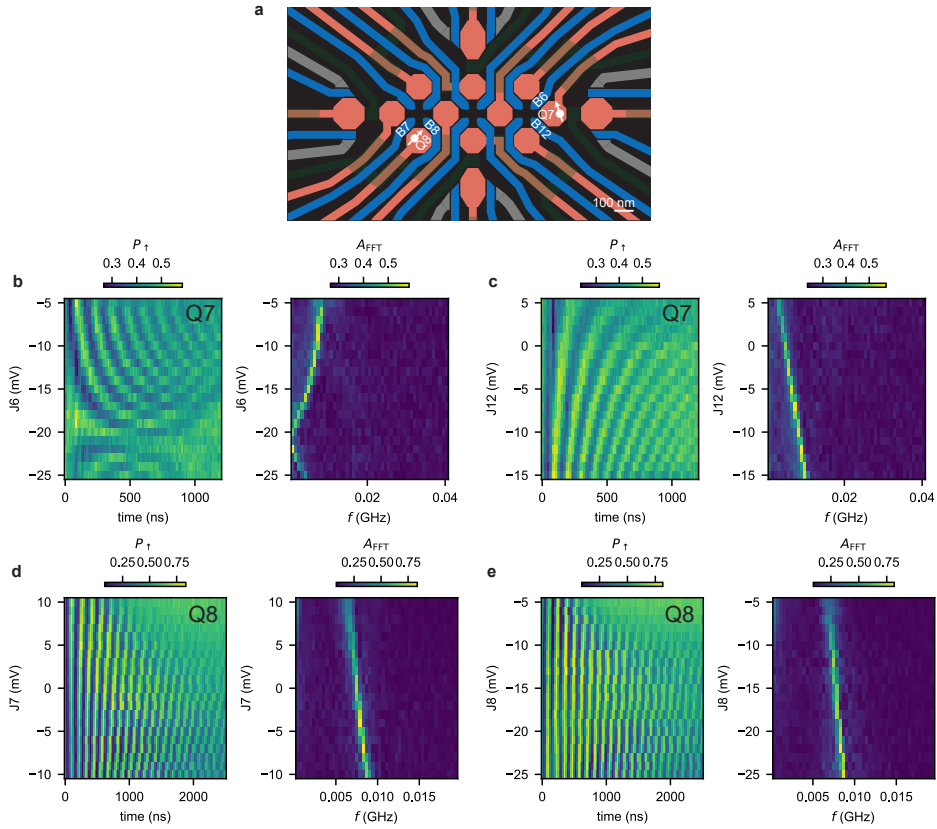 a
B6
Q7
B12
B7
B8
Q8
100 nm
b
P↑
0.3 0.4 0.5
A_FFT
0.3 0.4 0.5
c
P↑
0.3 0.4 0.5
A_FFT
0.3 0.4 0.5
Q7
J6 (mV)
−5
−10
−15
−20
−25
0 500 1000
time (ns)
J6 (mV)
−5
−10
−15
−20
−25
0.02 0.04
f (GHz)
Q7
J12 (mV)
5
0
−5
−10
−15
0 500 1000
time (ns)
J12 (mV)
5
0
−5
−10
−15
0.02 0.04
f (GHz)
d
P↑
0.25 0.50 0.75
A_FFT
0.25 0.50 0.75
e
P↑
0.25 0.50 0.75
A_FFT
0.25 0.50 0.75
Q8
J7 (mV)
10
5
0
−5
−10
0 1000 2000
time (ns)
J7 (mV)
10
5
0
−5
−10
0.005 0.010 0.015
f (GHz)
Q8
J8 (mV)
−5
−10
−15
−20
−25
0 1000 2000
time (ns)
J8 (mV)
−5
−10
−15
−20
−25
0.005 0.010 0.015
f (GHz)